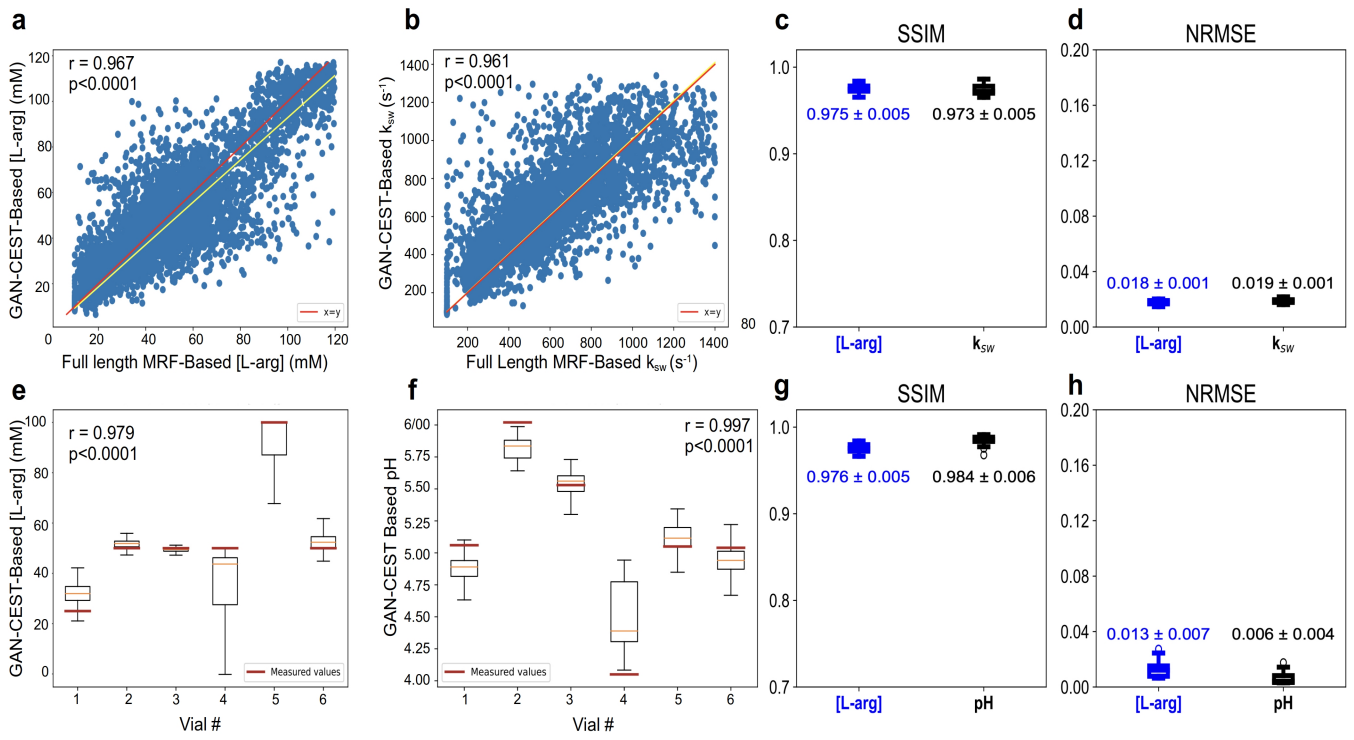 a
r = 0.967
p<0.0001
GAN-CEST-Based [L-arg] (mM)
120
100
80
60
40
20
0
20
40
60
80
100
120
x=y
Full length MRF-Based [L-arg] (mM)
b
r = 0.961
p<0.0001
GAN-CEST-Based ksw (s-1)
1400
1200
1000
800
600
400
200
200
400
600
800
1000
1200
1400
x=y
Full Length MRF-Based ksw (s-1)
80
c
SSIM
1.0
0.9
0.8
0.7
0.975 ± 0.005
0.973 ± 0.005
[L-arg]
ksw
d
NRMSE
0.20
0.16
0.12
0.08
0.04
0.00
0.018 ± 0.001
0.019 ± 0.001
[L-arg]
ksw
e
r = 0.979
p<0.0001
GAN-CEST-Based [L-arg] (mM)
100
80
60
40
20
0
1
2
3
4
5
6
Measured values
Vial #
f
r = 0.997
p<0.0001
GAN-CEST Based pH
6.00
5.75
5.50
5.25
5.00
4.75
4.50
4.25
4.00
1
2
3
4
5
6
Measured values
Vial #
g
SSIM
1.0
0.9
0.8
0.7
0.976 ± 0.005
0.984 ± 0.006
[L-arg]
pH
h
NRMSE
0.20
0.16
0.12
0.08
0.04
0.00
0.013 ± 0.007
0.006 ± 0.004
[L-arg]
pH